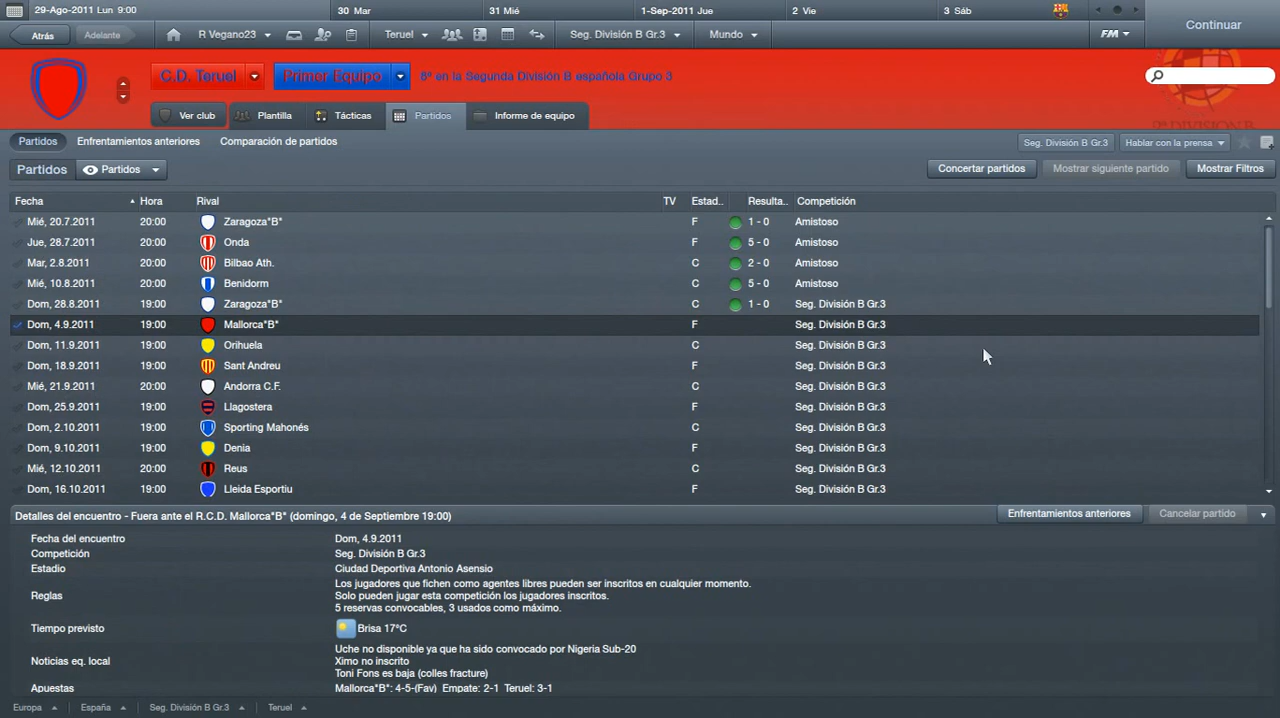 29-Ago-2011 Lun 9:00 30 Mar 31 Mié 1-Sep-2011 Jue 2 Vie 3 Sáb
Atrás Adelante R Vegano23 Teruel Seg. División B Gr.3 Mundo FM Continuar
C.D. Teruel Primer Equipo 5º en la Segunda División B española Grupo 3
Ver club Plantilla Tácticas Partidos Informe de equipo
Partidos Enfrentamientos anteriores Comparación de partidos Seg. División B Gr.3 Hablar con la prensa
Partidos Partidos Concertar partidos Mostrar siguiente partido Mostrar Filtros
Fecha Hora Rival TV Estad.. Resulta.. Competición
Mié, 20.7.2011 20:00 Zaragoza"B" F 1 - 0 Amistoso
Jue, 28.7.2011 20:00 Onda F 5 - 0 Amistoso
Mar, 2.8.2011 20:00 Bilbao Ath. C 2 - 0 Amistoso
Mié, 10.8.2011 20:00 Benidorm C 5 - 0 Amistoso
Dom, 28.8.2011 19:00 Zaragoza"B" C 1 - 0 Seg. División B Gr.3
Dom, 4.9.2011 19:00 Mallorca"B" F Seg. División B Gr.3
Dom, 11.9.2011 19:00 Orihuela C Seg. División B Gr.3
Dom, 18.9.2011 19:00 Sant Andreu F Seg. División B Gr.3
Mié, 21.9.2011 20:00 Andorra C.F. C Seg. División B Gr.3
Dom, 25.9.2011 19:00 Llagostera F Seg. División B Gr.3
Dom, 2.10.2011 19:00 Sporting Mahonés C Seg. División B Gr.3
Dom, 9.10.2011 19:00 Denia F Seg. División B Gr.3
Mié, 12.10.2011 20:00 Reus C Seg. División B Gr.3
Dom, 16.10.2011 19:00 Lleida Esportiu F Seg. División B Gr.3
Detalles del encuentro - Fuera ante el R.C.D. Mallorca"B" (domingo, 4 de Septiembre 19:00) Enfrentamientos anteriores Cancelar partido
Fecha del encuentro Dom, 4.9.2011
Competición Seg. División B Gr.3
Estadio Ciudad Deportiva Antonio Asensio
Los jugadores que fichen como agentes libres pueden ser inscritos en cualquier momento.
Reglas Solo pueden jugar esta competición los jugadores inscritos.
5 reservas convocables, 3 usados como máximo.
Tiempo previsto Brisa 17°C
Uche no disponible ya que ha sido convocado por Nigeria Sub-20
Noticias eq. local Ximo no inscrito
Toni Fons es baja (colles fracture)
Apuestas Mallorca"B": 4-5-(Fav) Empate: 2-1 Teruel: 3-1
Europa España Seg. División B Gr.3 Teruel